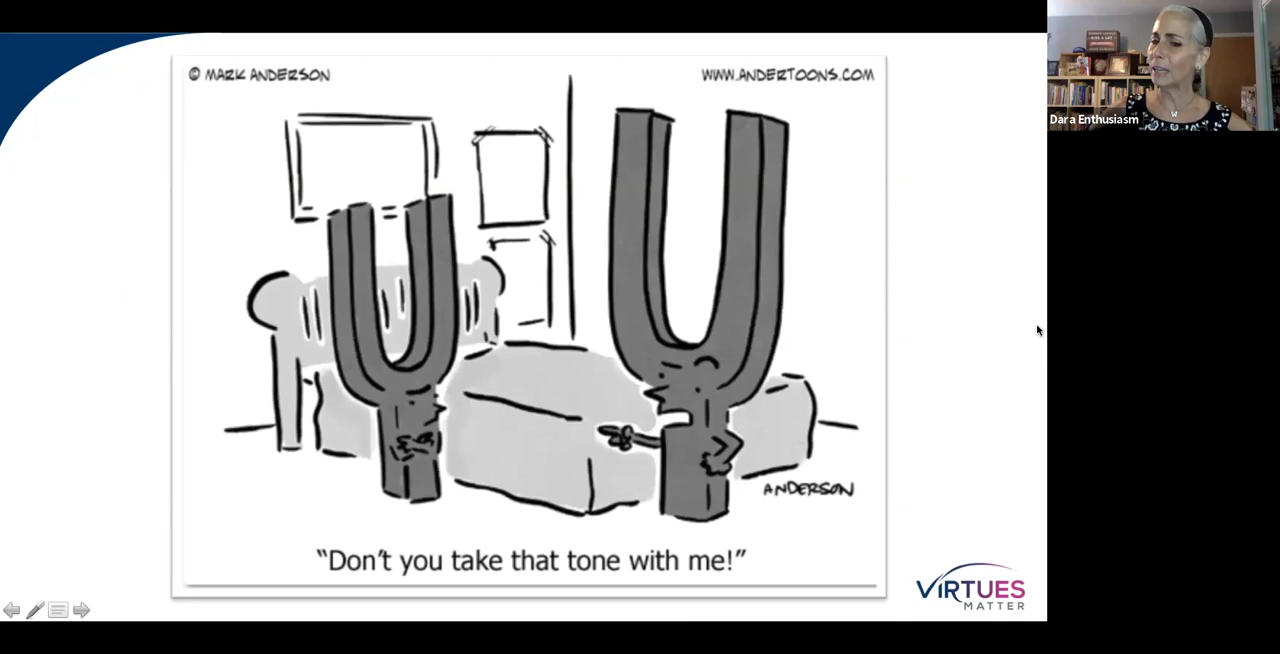 © MARK ANDERSON
WWW.ANDERTOONS.COM
ANDERSON
“Don’t you take that tone with me!”
VIRTUES
MATTER
Dara Enthusiasm